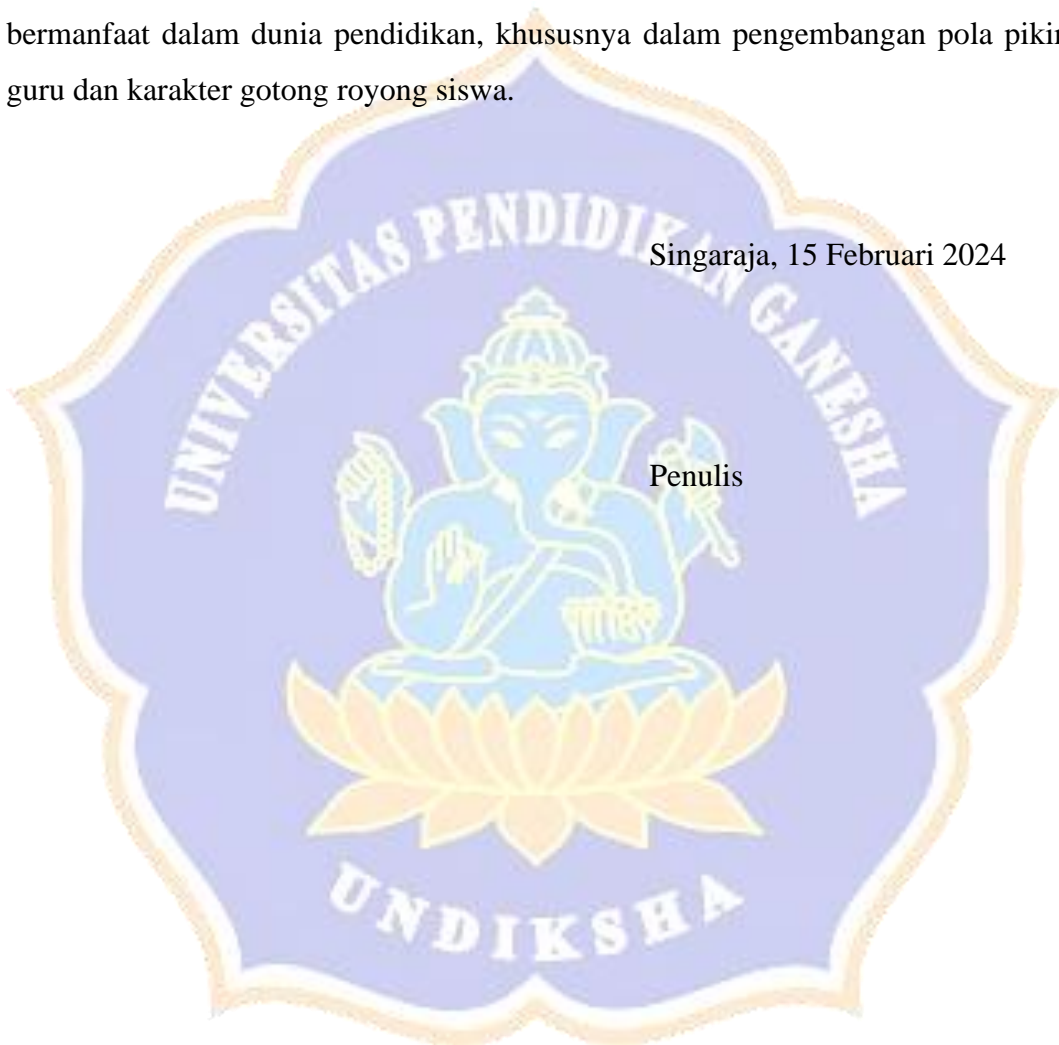 bermanfaat dalam dunia pendidikan, khususnya dalam pengembangan pola pikir
guru dan karakter gotong royong siswa.
UNIVERSITAS PENDIDIKAN GANESHA
Singaraja, 15 Februari 2024
Penulis
UNDIKSHA